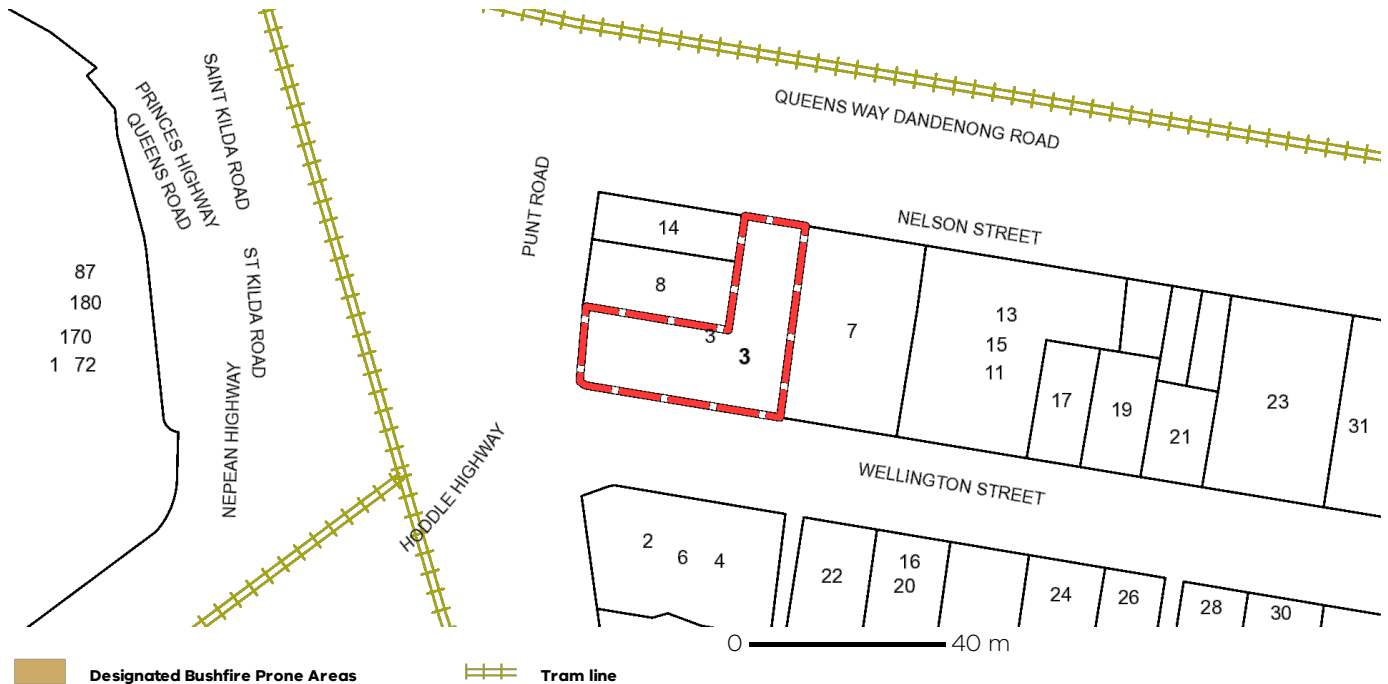 SAINT KILDA ROAD
PRINCES HIGHWAY
QUEENS ROAD
QUEENS WAY DANDENONG ROAD
PUNT ROAD
NELSON STREET
14
ST KILDA ROAD
87
8
180
13
7
3
15
170
3
1 72
11
NEPEAN HIGHWAY
17
19
23
31
21
HODDLE HIGHWAY
WELLINGTON STREET
2
6
4
22
16
20
24
26
28
30
0
40 m
Designated Bushfire Prone Areas
Tram line